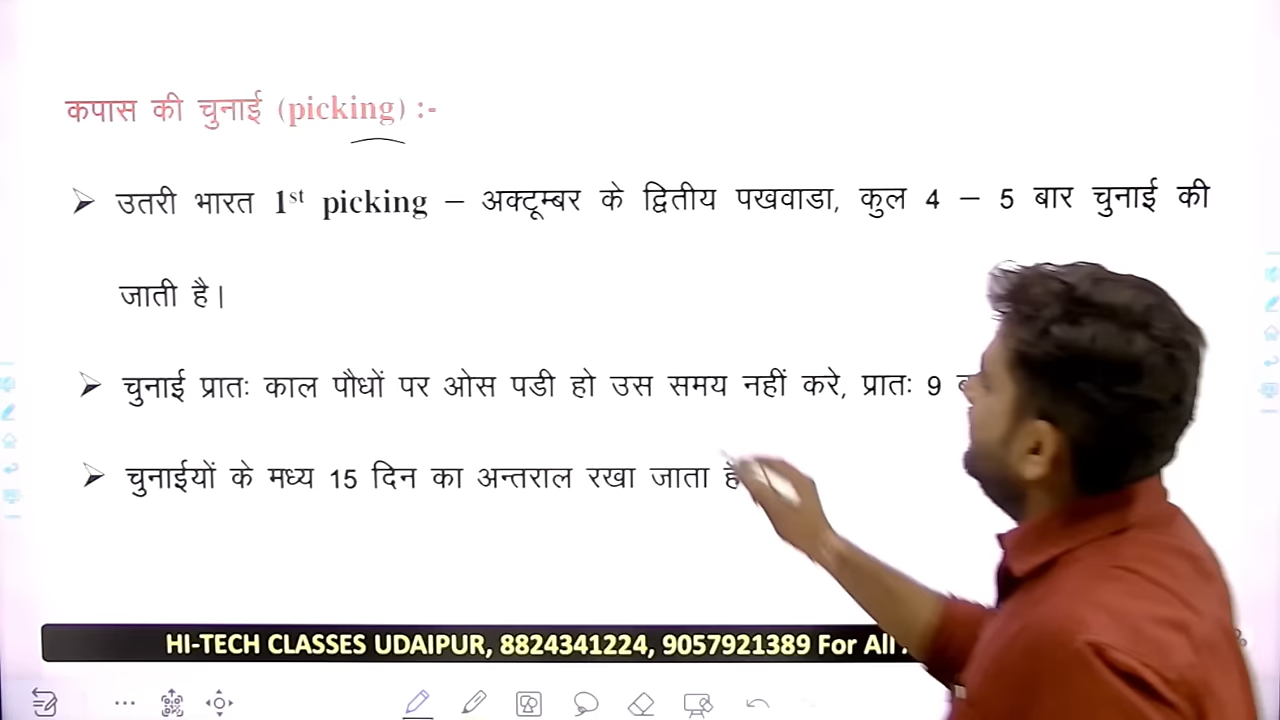 कपास की चुनाई (picking) :-
➢ उतरी भारत 1st picking – अक्टूम्बर के द्वितीय पखवाडा, कुल 4 – 5 बार चुनाई की
जाती है।
➢ चुनाई प्रातः काल पौधों पर ओस पडी हो उस समय नहीं करे, प्रातः 9
➢ चुनाईयों के मध्य 15 दिन का अन्तराल रखा जाता
HI-TECH CLASSES UDAIPUR, 8824341224, 9057921389 For All